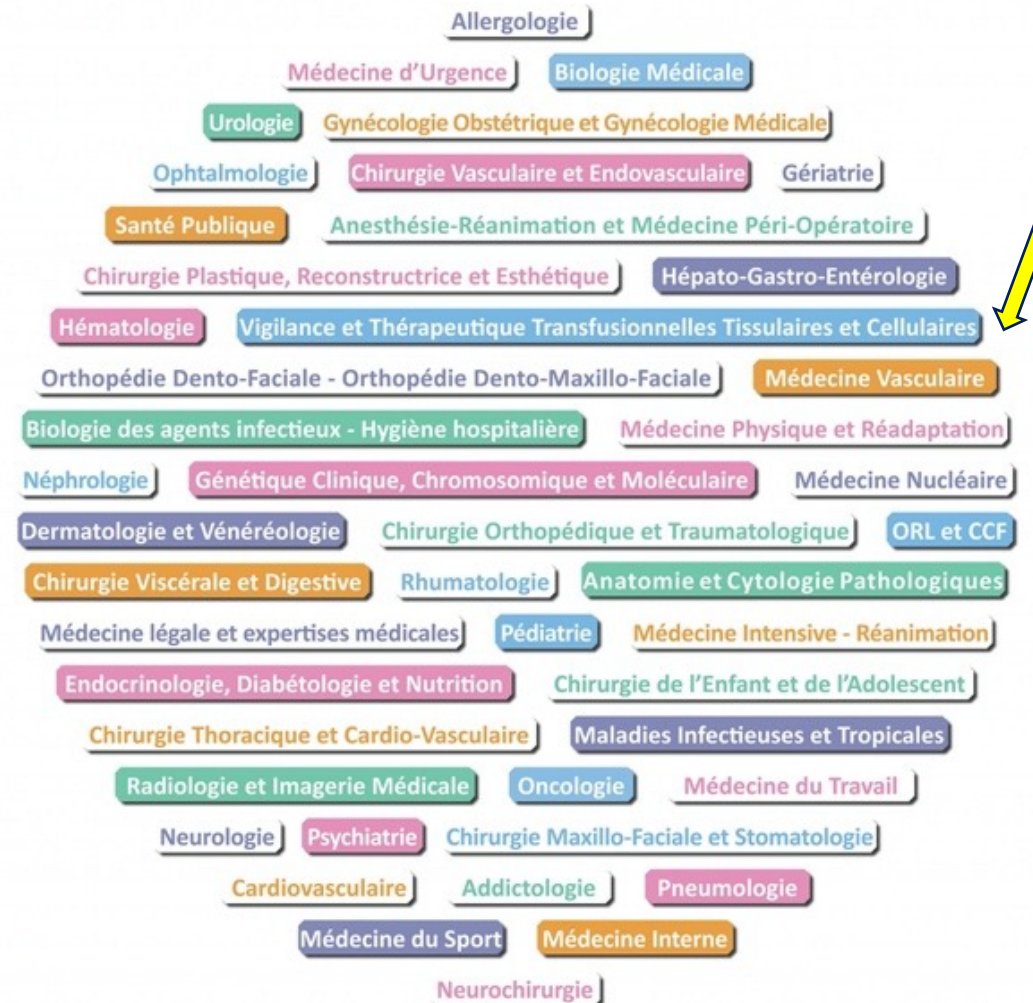 Allergologie
Médecine d'Urgence Biologie Médicale
Urologie Gynécologie Obstétrique et Gynécologie Médicale
Ophtalmologie Chirurgie Vasculaire et Endovasculaire Gériatrie
Santé Publique Anesthésie-Réanimation et Médecine Péri-Opératoire
Chirurgie Plastique, Reconstructrice et Esthétique Hépato-Gastro-Entérologie
Hématologie Vigilance et Thérapeutique Transfusionnelles Tissulaires et Cellulaires
Orthopédie Dento-Faciale - Orthopédie Dento-Maxillo-Faciale Médecine Vasculaire
Biologie des agents infectieux - Hygiène hospitalière Médecine Physique et Réadaptation
Néphrologie Génétique Clinique, Chromosomique et Moléculaire Médecine Nucléaire
Dermatologie et Vénéréologie Chirurgie Orthopédique et Traumatologique ORL et CCF
Chirurgie Viscérale et Digestive Rhumatologie Anatomie et Cytologie Pathologiques
Médecine légale et expertises médicales Pédiatrie Médecine Intensive - Réanimation
Endocrinologie, Diabétologie et Nutrition Chirurgie de l'Enfant et de l'Adolescent
Chirurgie Thoracique et Cardio-Vasculaire Maladies Infectieuses et Tropicales
Radiologie et Imagerie Médicale Oncologie Médecine du Travail
Neurologie Psychiatrie Chirurgie Maxillo-Faciale et Stomatologie
Cardiovasculaire Addictologie Pneumologie
Médecine du Sport Médecine Interne
Neurochirurgie